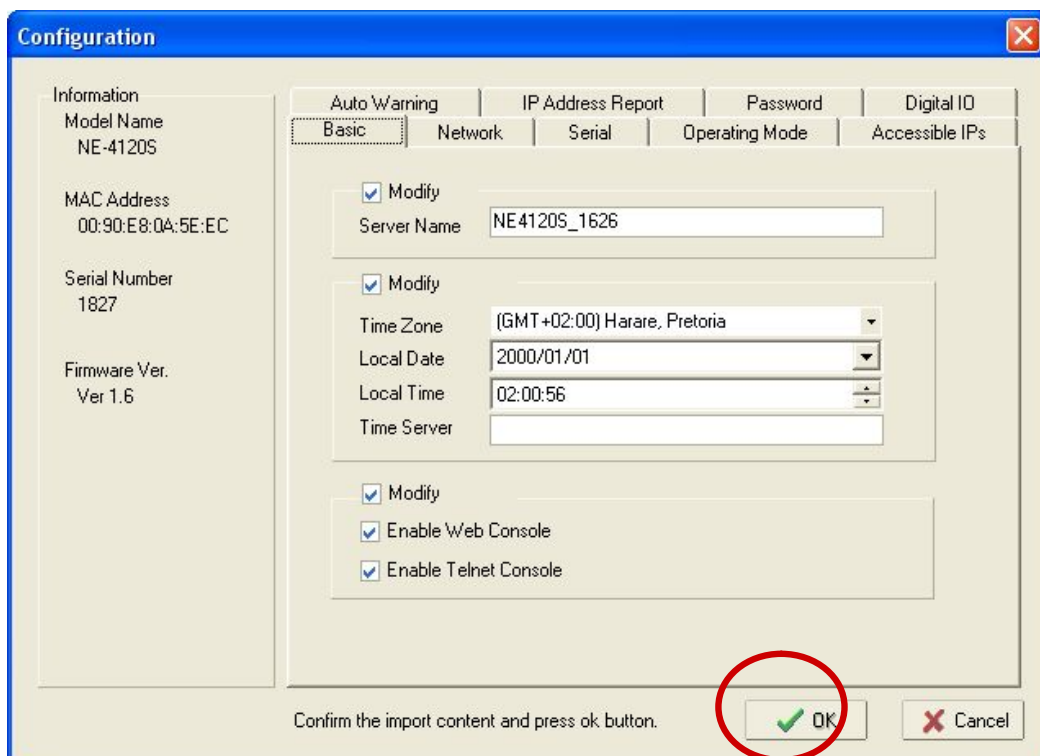 Configuration
Information
Model Name
NE-4120S
MAC Address
00:90:E8:0A:5E:EC
Serial Number
1827
Firmware Ver.
Ver 1.6
Auto Warning IP Address Report Password Digital IO
Basic Network Serial Operating Mode Accessible IPs
Modify
Server Name NE4120S_1626
Modify
Time Zone (GMT+02:00) Harare, Pretoria
Local Date 2000/01/01
Local Time 02:00:56
Time Server
Modify
Enable Web Console
Enable Telnet Console
Confirm the import content and press ok button. OK Cancel